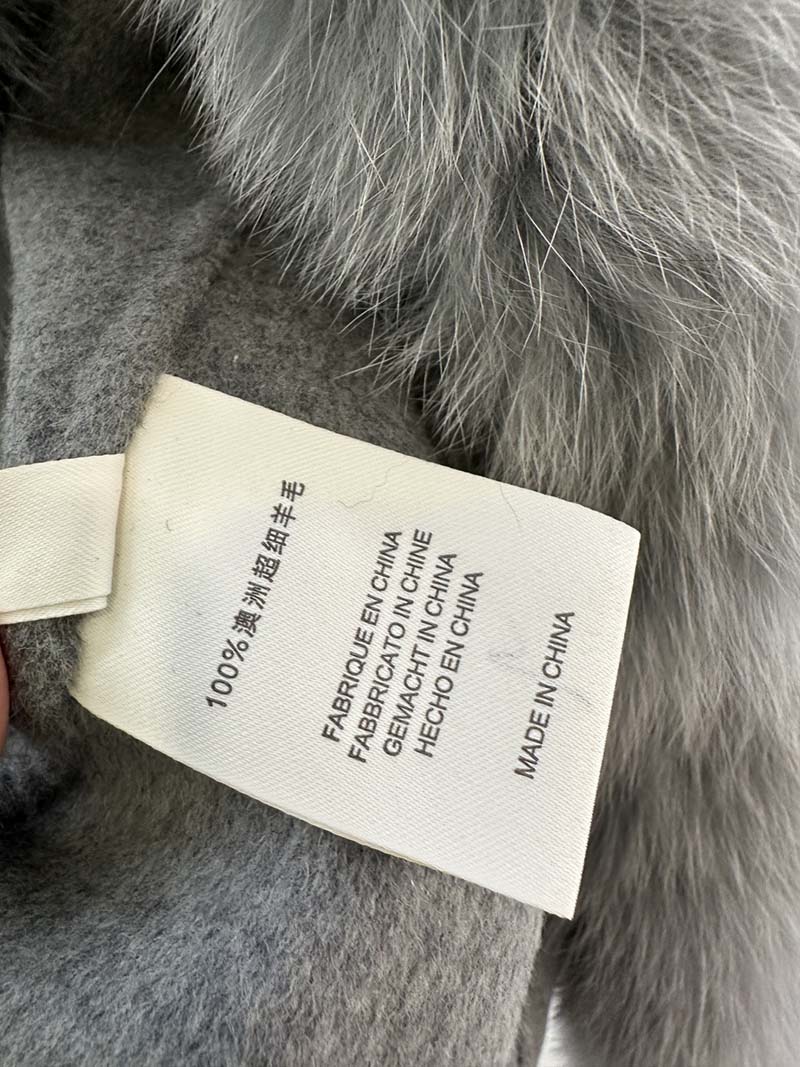 100%澳洲超细羊毛
FABRIQUE EN CHINA
FABBRICATO IN CHINE
GEMACHT IN CHINA
HECHO EN CHINA
MADE IN CHINA